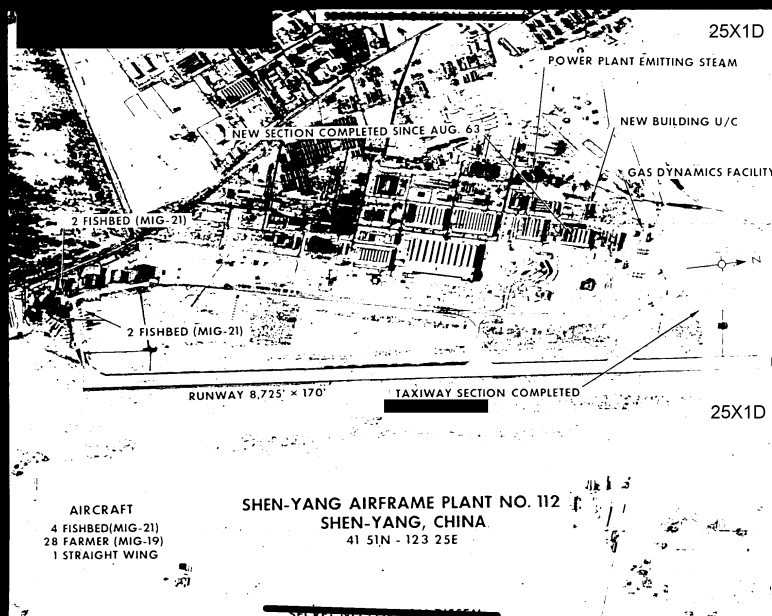 25X1D
POWER PLANT EMITTING STEAM
NEW BUILDING U/C
NEW SECTION COMPLETED SINCE AUG. 63
GAS DYNAMICS FACILITY
2 FISHBED (MIG-21)
N
2 FISHBED (MIG-21)
RUNWAY 8,725' × 170'
TAXIWAY SECTION COMPLETED
25X1D
AIRCRAFT
4 FISHBED(MIG-21)
28 FARMER (MIG-19)
1 STRAIGHT WING
SHEN-YANG AIRFRAME PLANT NO. 112
SHEN-YANG, CHINA
41 51N - 123 25E